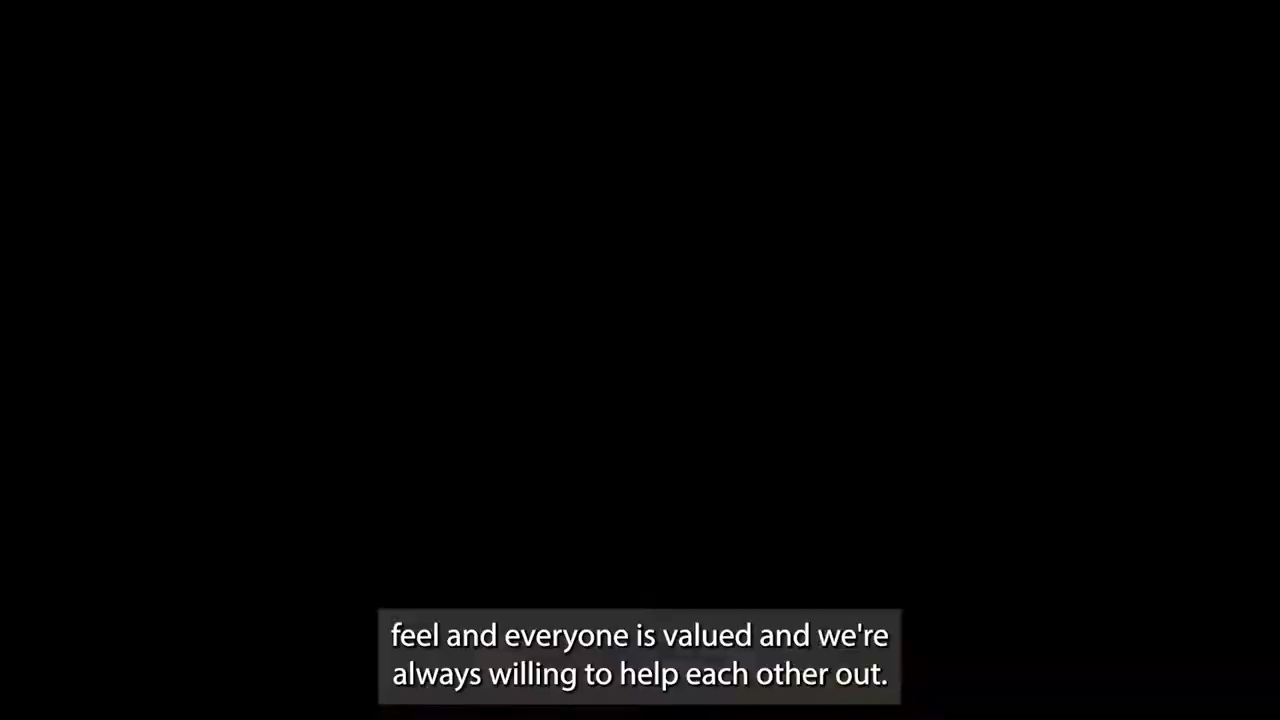 feel and everyone is valued and we're
always willing to help each other out.